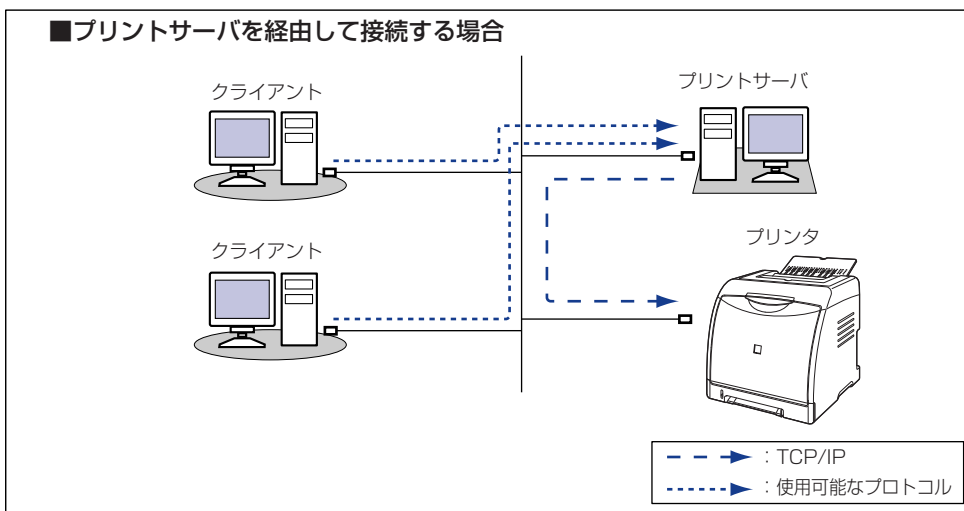 ■プリントサーバを経由して接続する場合
クライアント
プリントサーバ
クライアント
プリンタ
：TCP/IP
：使用可能なプロトコル